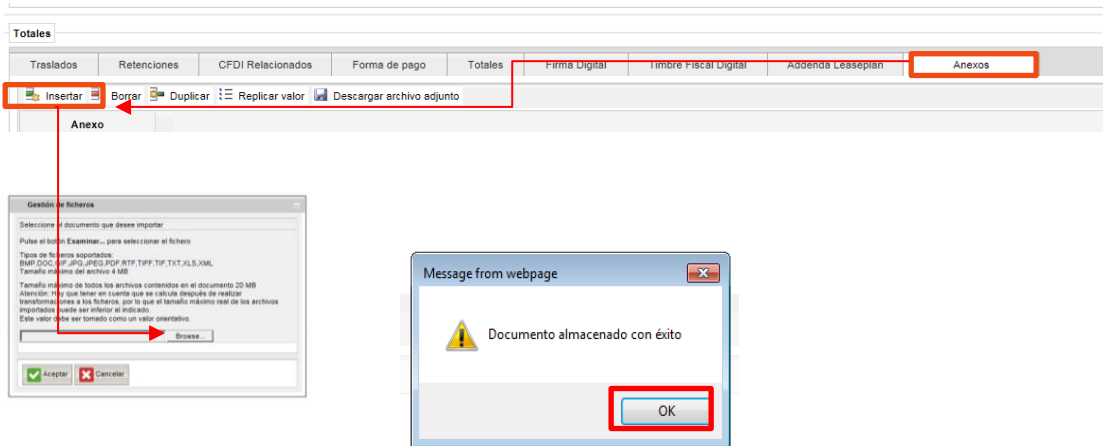 Totales
Traslados Retenciones CFDI Relacionados Forma de pago Totales Firma Digital Timbre Fiscal Digital Addenda Leaseplan Anexos
Insertar Borrar Duplicar Replicar valor Descargar archivo adjunto
Anexo
Gestión de ficheros
Seleccione el documento que desee importar
Pulse el botón Examinar... para seleccionar el fichero
Tipos de ficheros soportados:
BMP,DOC,GIF,JPG,JPEG,PDF,RTF,TIFF,TIF,TXT,XLS,XML
Tamaño máximo del archivo 4 MB
Tamaño máximo de todos los archivos contenidos en el documento 20 MB
Atención: Hay que tener en cuenta que se calcula después de realizar
transformaciones a los ficheros, por lo que el tamaño máximo real de los archivos
importados puede ser inferior al indicado.
Este valor debe ser tomado como un valor orientativo.
Browse...
Aceptar Cancelar
Message from webpage
Documento almacenado con éxito
OK